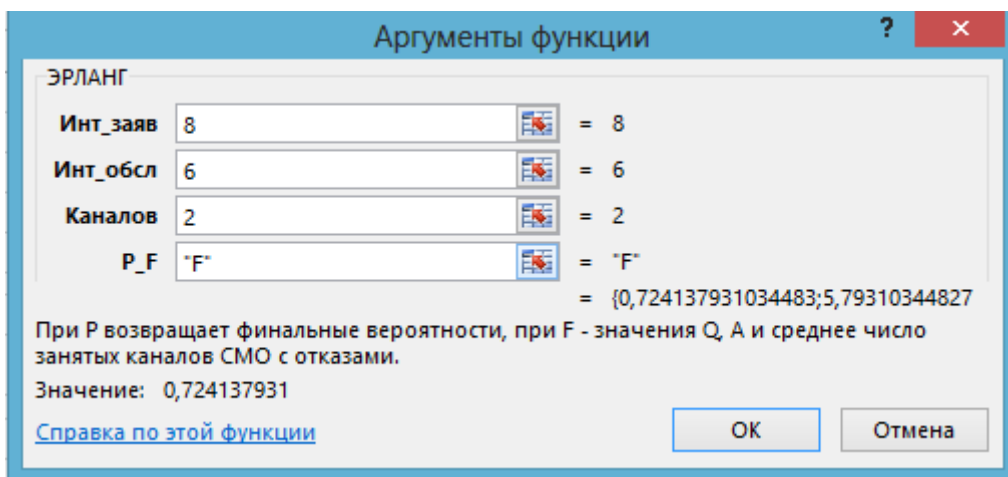 Аргументы функции ? ×
ЭРЛАНГ
Инт_заяв 8 = 8
Инт_обсл 6 = 6
Каналов 2 = 2
P_F "F" = "F"
= {0,724137931034483;5,79310344827
При P возвращает финальные вероятности, при F - значения Q, A и среднее число
занятых каналов СМО с отказами.
Значение: 0,724137931
Справка по этой функции ОК Отмена